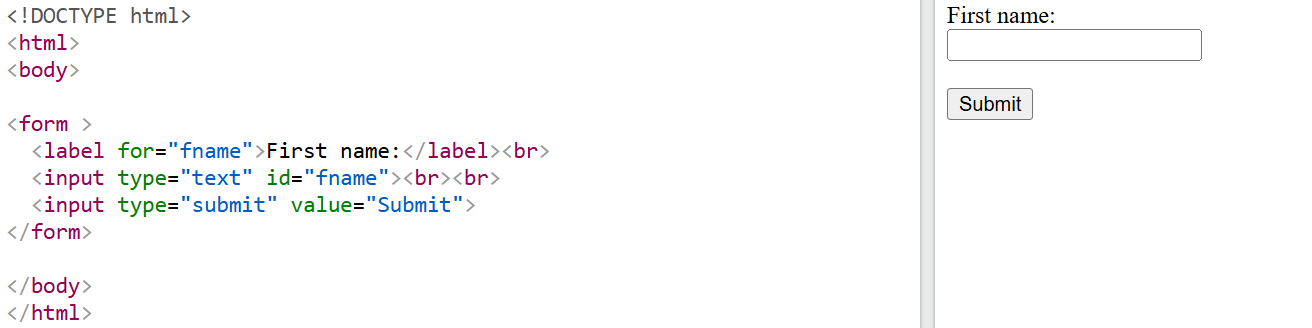 <!DOCTYPE html>
<html>
<body>

<form >
  <label for="fname">First name:</label><br>
  <input type="text" id="fname"><br><br>
  <input type="submit" value="Submit">
</form>

</body>
</html>
First name:
Submit